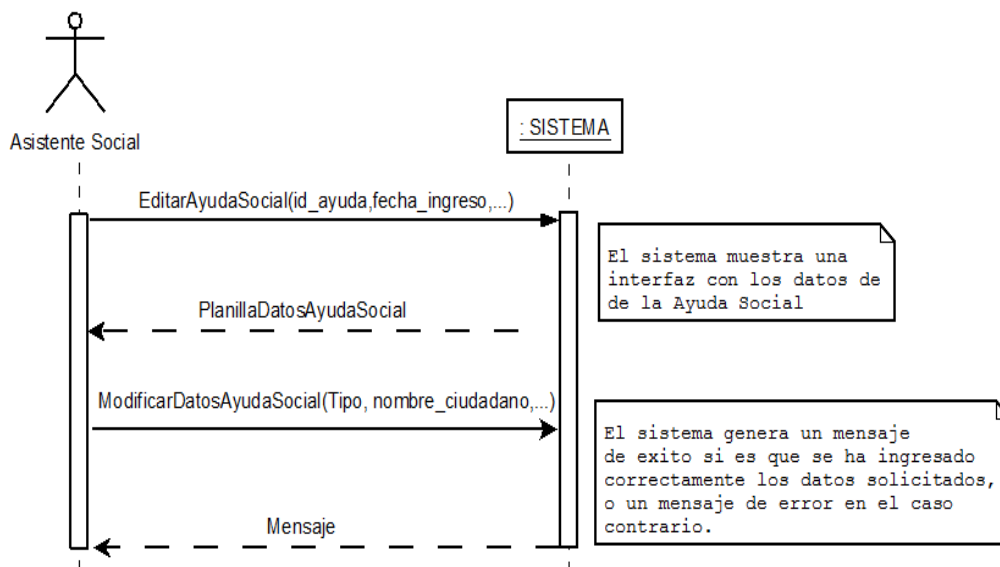 Asistente Social
: SISTEMA
EditarAyudaSocial(id_ayuda,fecha_ingreso,...)
El sistema muestra una
interfaz con los datos de
de la Ayuda Social
PlanillaDatosAyudaSocial
ModificarDatosAyudaSocial(Tipo, nombre_ciudadano,...)
El sistema genera un mensaje
de exito si es que se ha ingresado
correctamente los datos solicitados,
o un mensaje de error en el caso
contrario.
Mensaje